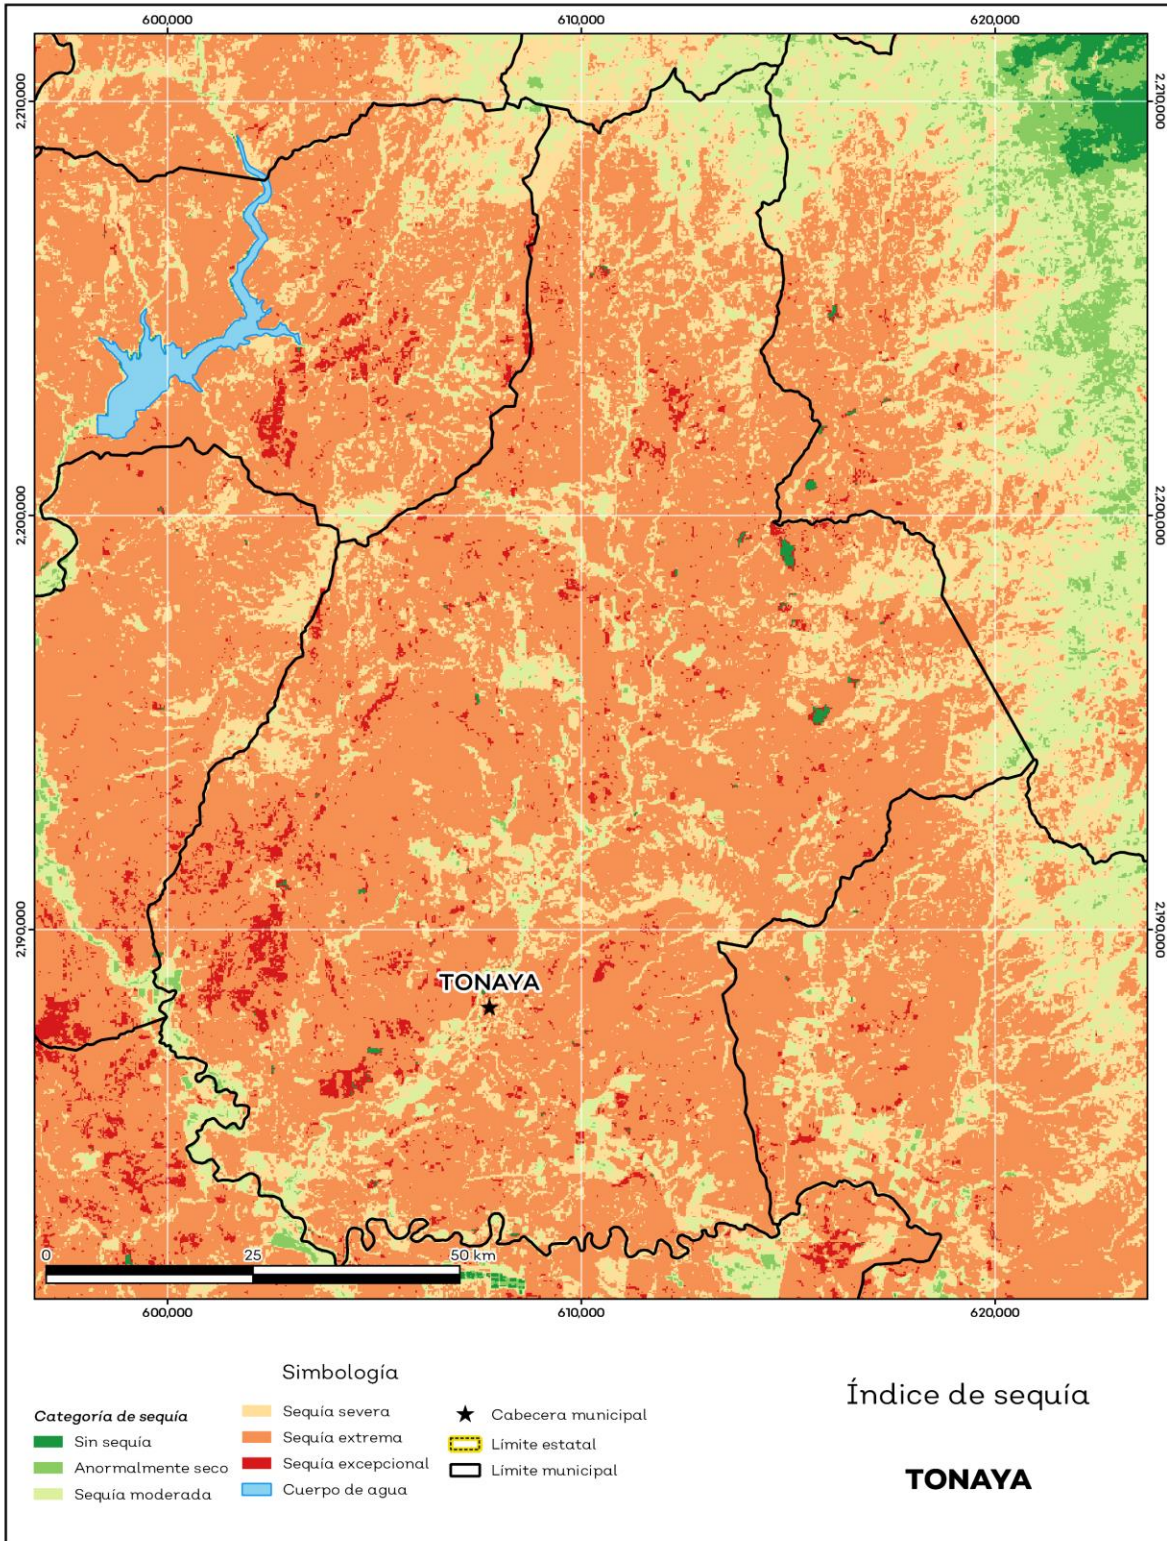 600,000
610,000
620,000
2,210,000
2,210,000
2,200,000
2,200,000
2,190,000
2,190,000
TONAYA
0
25
50 km
600,000
610,000
620,000
Simbología
Categoría de sequía
Sin sequía
Anormalmente seco
Sequía moderada
Sequía severa
Sequía extrema
Sequía excepcional
Cuerpo de agua
Cabecera municipal
Límite estatal
Límite municipal
Índice de sequía
TONAYA